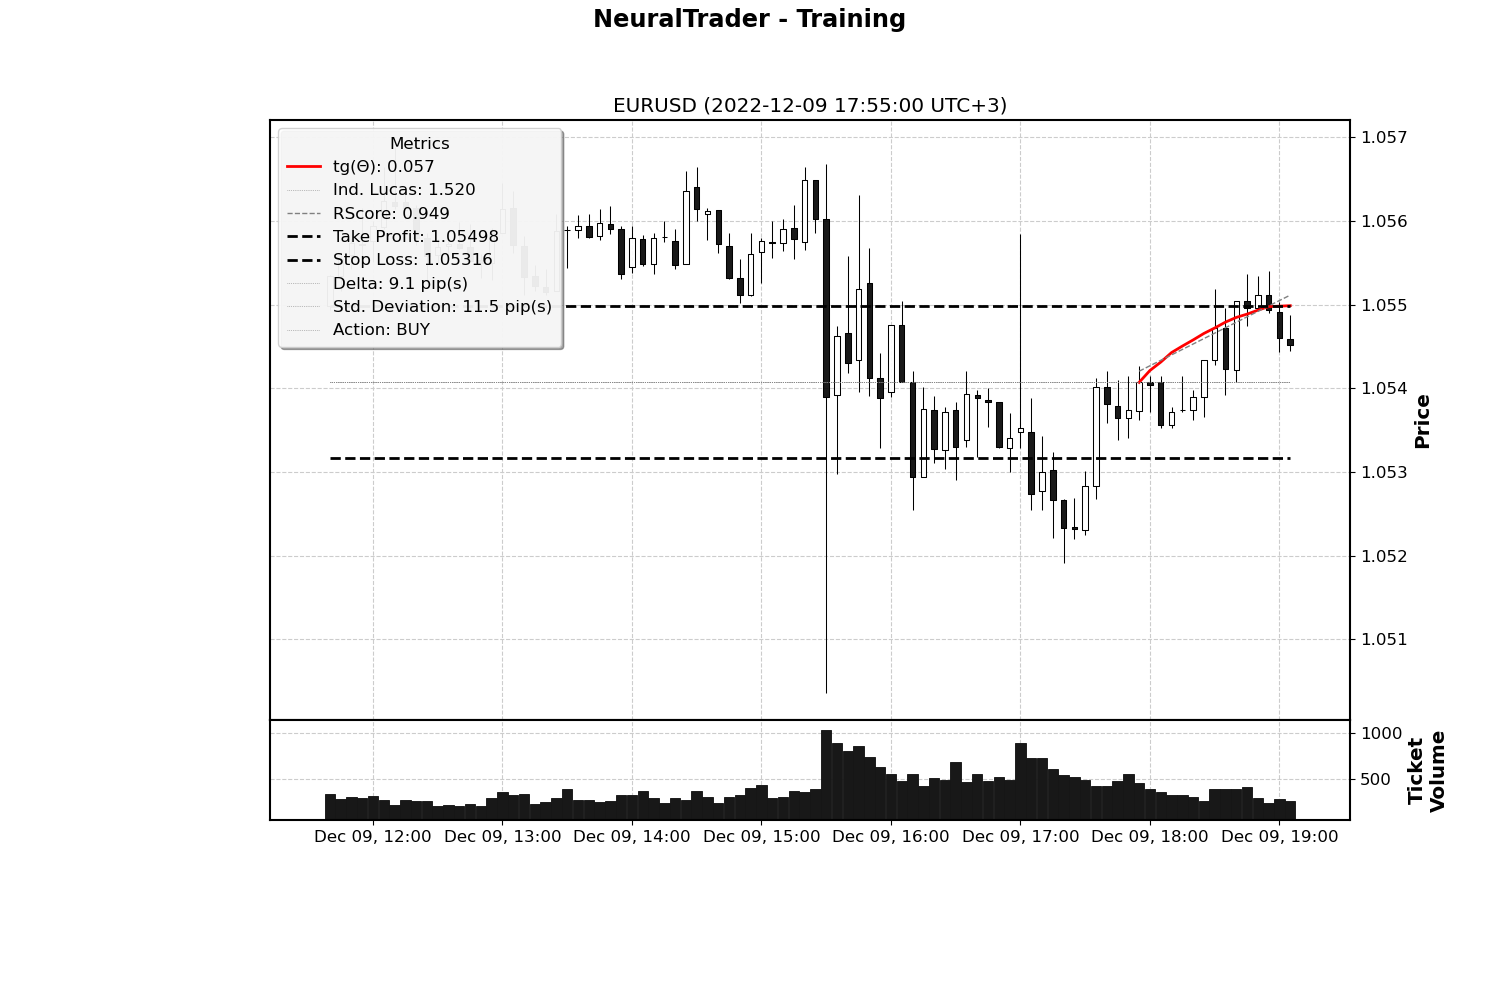 NeuralTrader - Training
EURUSD (2022-12-09 17:55:00 UTC+3)
Metrics
tg(Θ): 0.057
Ind. Lucas: 1.520
RScore: 0.949
Take Profit: 1.05498
Stop Loss: 1.05316
Delta: 9.1 pip(s)
Std. Deviation: 11.5 pip(s)
Action: BUY
1.057
1.056
1.055
1.054
1.053
1.052
1.051
Price
1000
500
Ticket
Volume
Dec 09, 12:00 Dec 09, 13:00 Dec 09, 14:00 Dec 09, 15:00 Dec 09, 16:00 Dec 09, 17:00 Dec 09, 18:00 Dec 09, 19:00